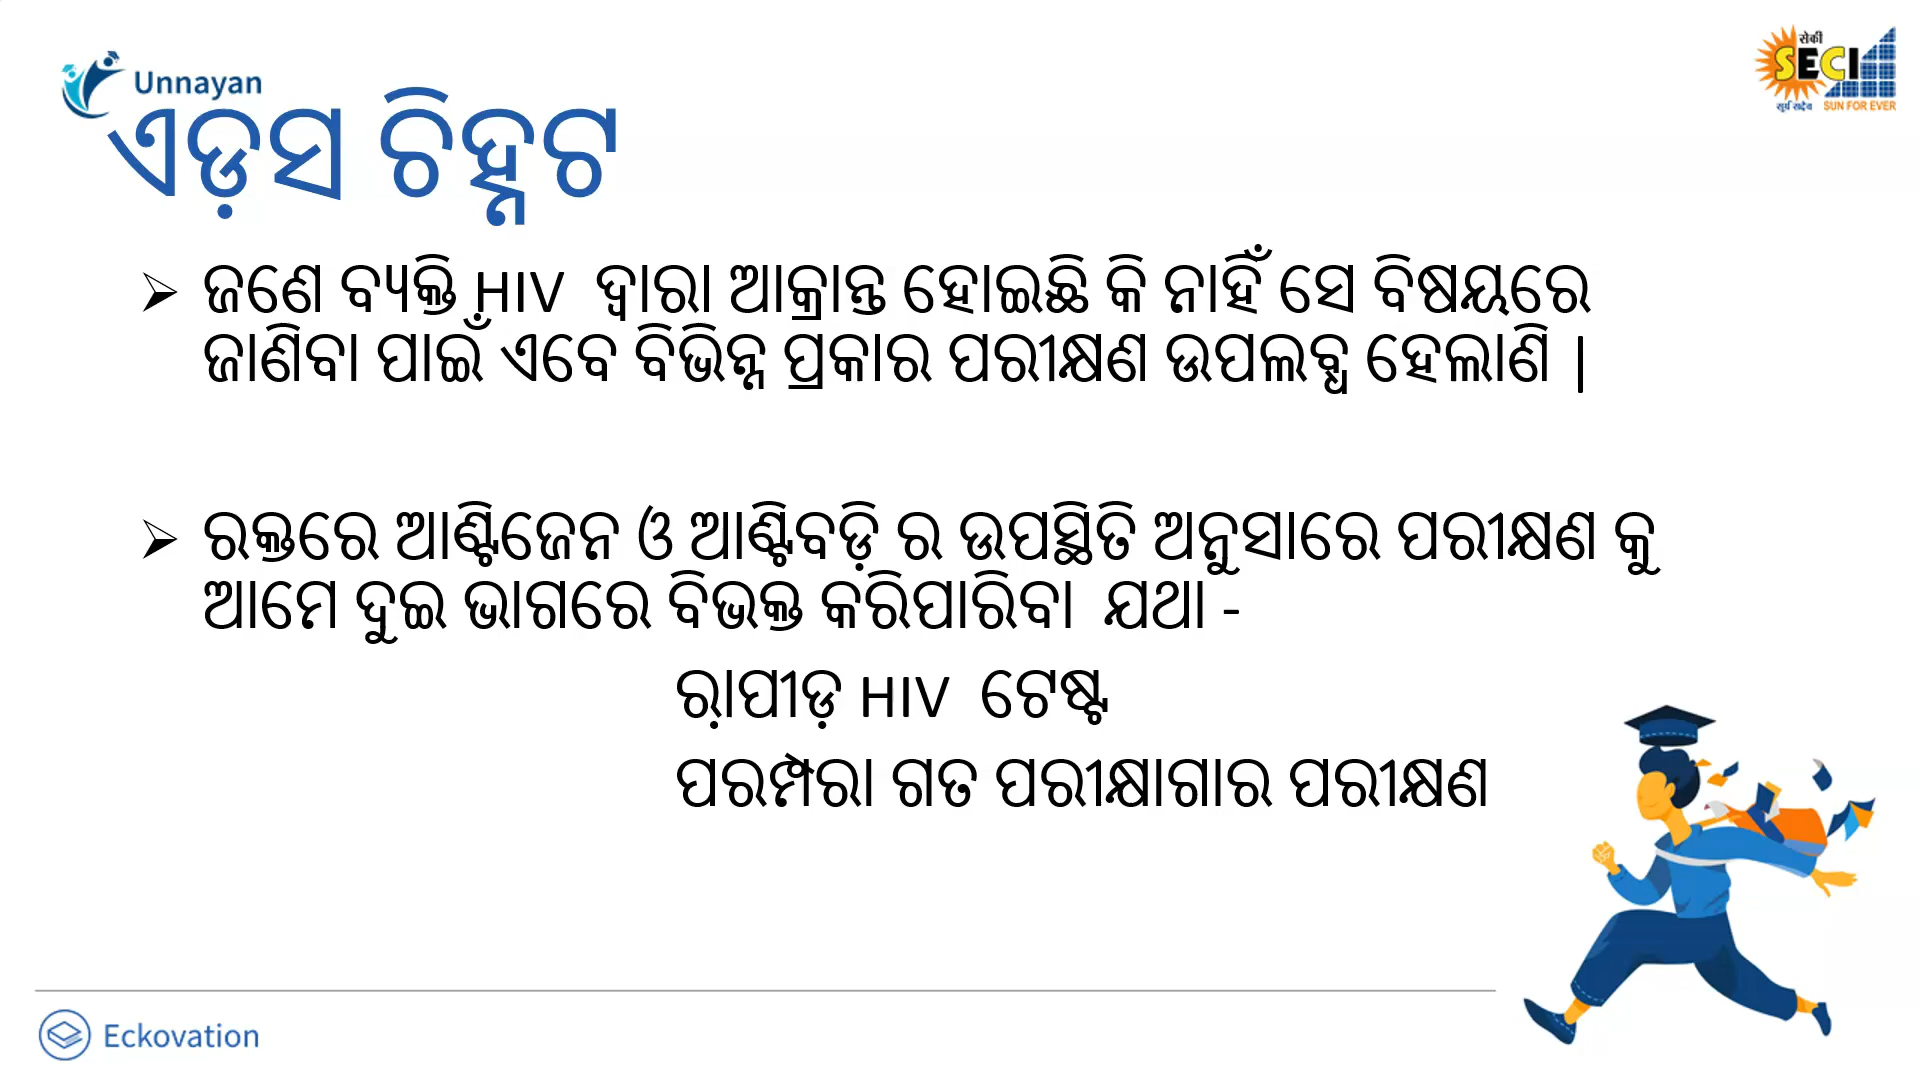 Unnayan
सेकी
SECI
सूर्य सदैव SUN FOR EVER
ଏଡ଼ସ ଚିହ୍ନଟ
➢ ଜଣେ ବ୍ୟକ୍ତି HIV ଦ୍ୱାରା ଆକ୍ରାନ୍ତ ହୋଇଛି କି ନାହିଁ ସେ ବିଷୟରେ
ଜାଣିବା ପାଇଁ ଏବେ ବିଭିନ୍ନ ପ୍ରକାର ପରୀକ୍ଷଣ ଉପଲବ୍ଧ ହେଲାଣି |
➢ ରକ୍ତରେ ଆଣ୍ଟିଜେନ ଓ ଆଣ୍ଟିବଡ଼ି ର ଉପସ୍ଥିତି ଅନୁସାରେ ପରୀକ୍ଷଣ କୁ
ଆମେ ଦୁଇ ଭାଗରେ ବିଭକ୍ତ କରିପାରିବା ଯଥା -
ର଼ାପୀଡ଼ HIV ଟେଷ୍ଟ
ପରମ୍ପରା ଗତ ପରୀକ୍ଷାଗାର ପରୀକ୍ଷଣ
Eckovation